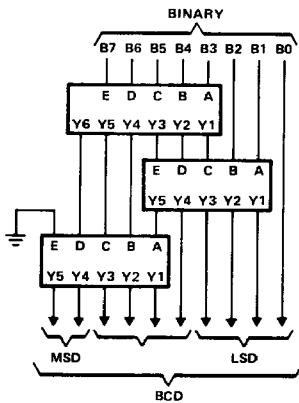 BINARY
B7 B6 B5 B4 B3 B2 B1 B0
E D C B A
Y6 Y5 Y4 Y3 Y2 Y1
E D C B A
Y5 Y4 Y3 Y2 Y1
E D C B A
Y5 Y4 Y3 Y2 Y1
MSD LSD
BCD